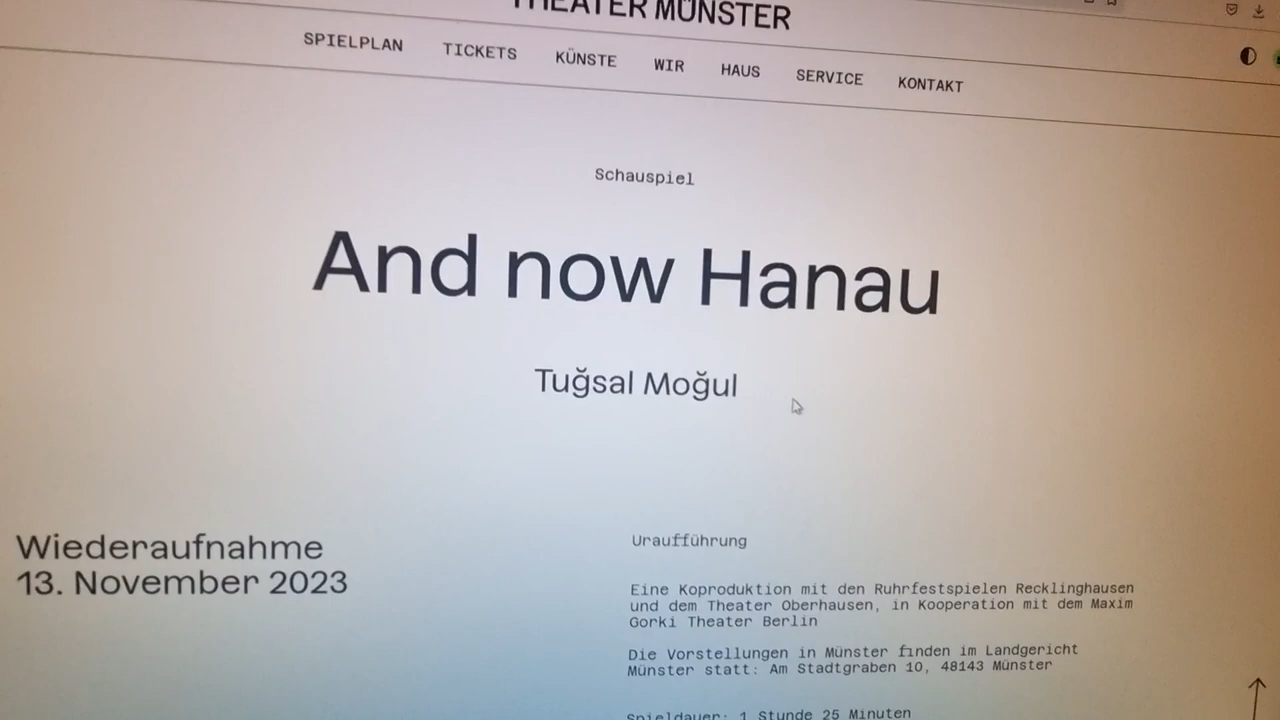 THEATER MÜNSTER
SPIELPLAN TICKETS KÜNSTE WIR HAUS SERVICE KONTAKT
Schauspiel
And now Hanau
Tuğsal Moğul
Wiederaufnahme
13. November 2023
Uraufführung
Eine Koproduktion mit den Ruhrfestspielen Recklinghausen
und dem Theater Oberhausen, in Kooperation mit dem Maxim
Gorki Theater Berlin
Die Vorstellungen in Münster finden im Landgericht
Münster statt: Am Stadtgraben 10, 48143 Münster
Spieldauer: 1 Stunde 25 Minuten